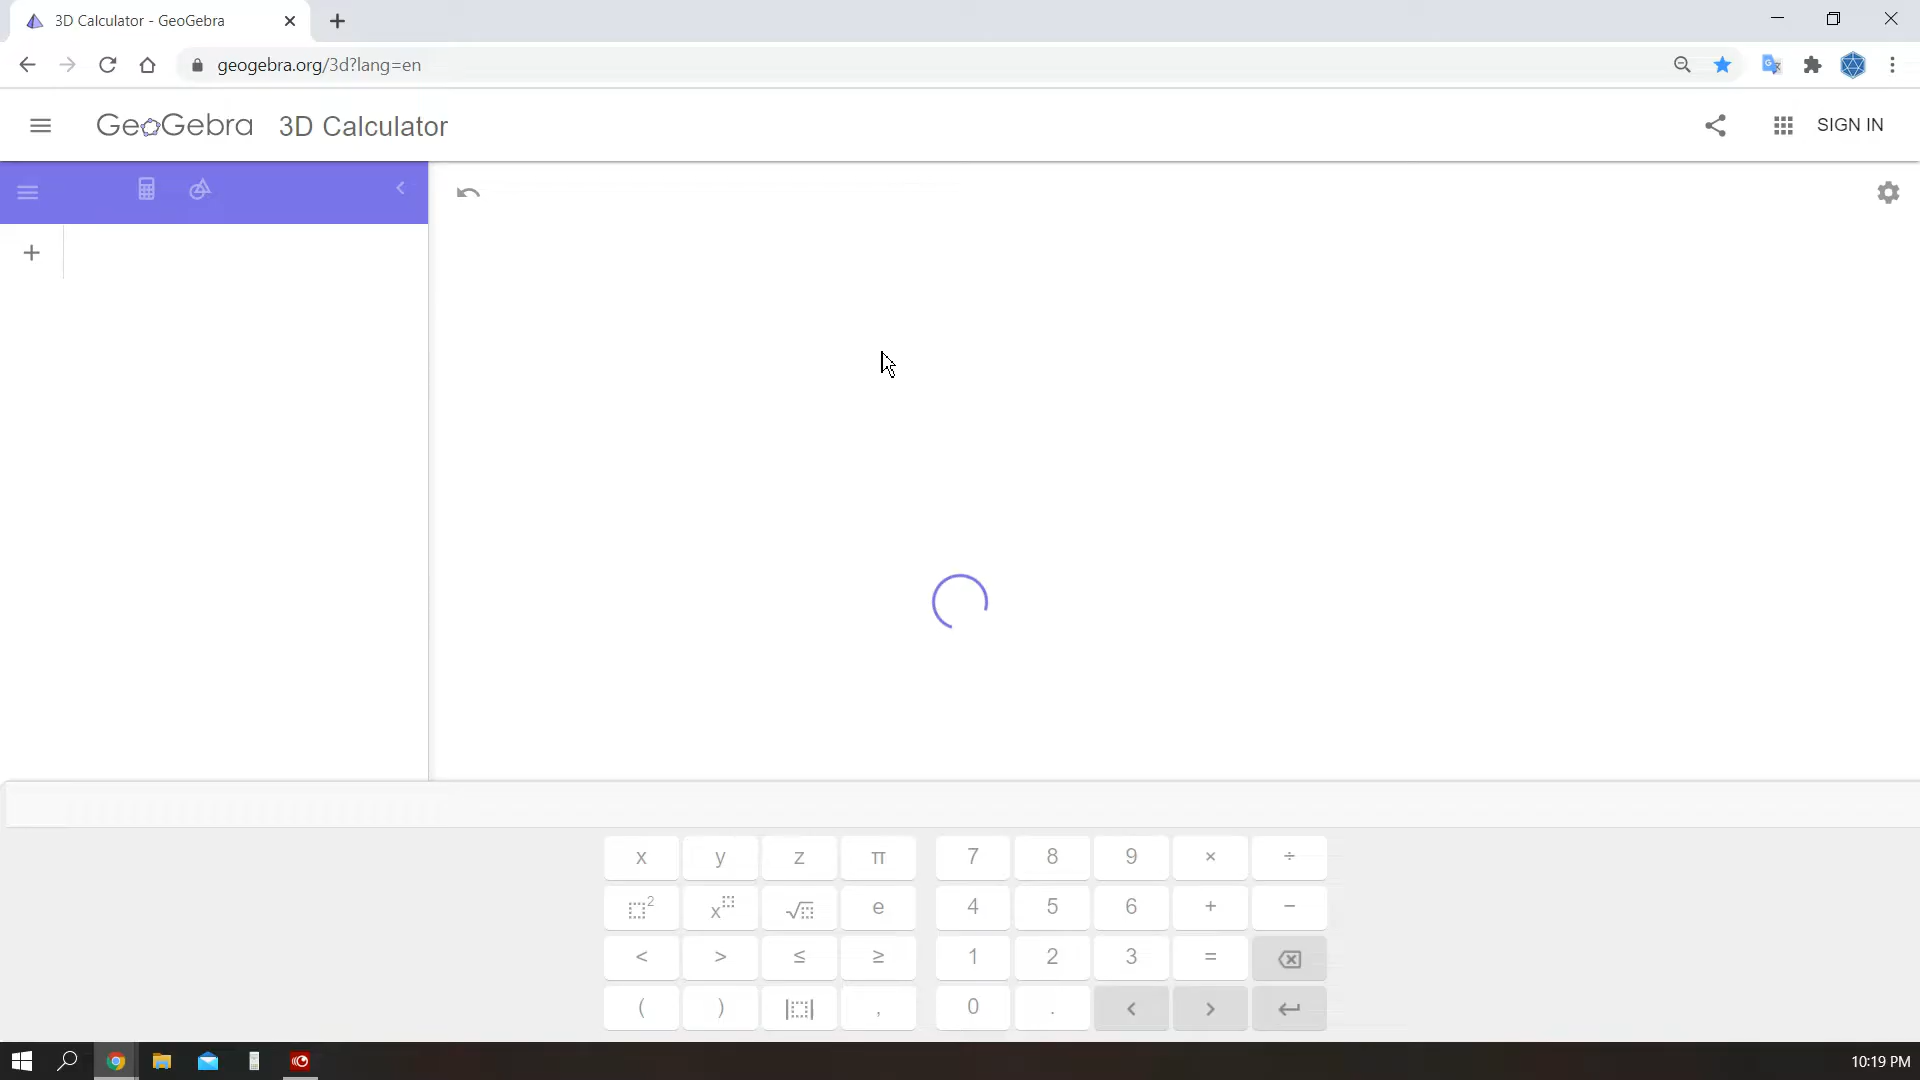 3D Calculator - GeoGebra
geogebra.org/3d?lang=en
GeoGebra 3D Calculator SIGN IN
+
x y z π 7 8 9 × ÷
2 x √ e 4 5 6 + −
< > ≤ ≥ 1 2 3 =
( ) | | , 0 . < >
10:19 PM